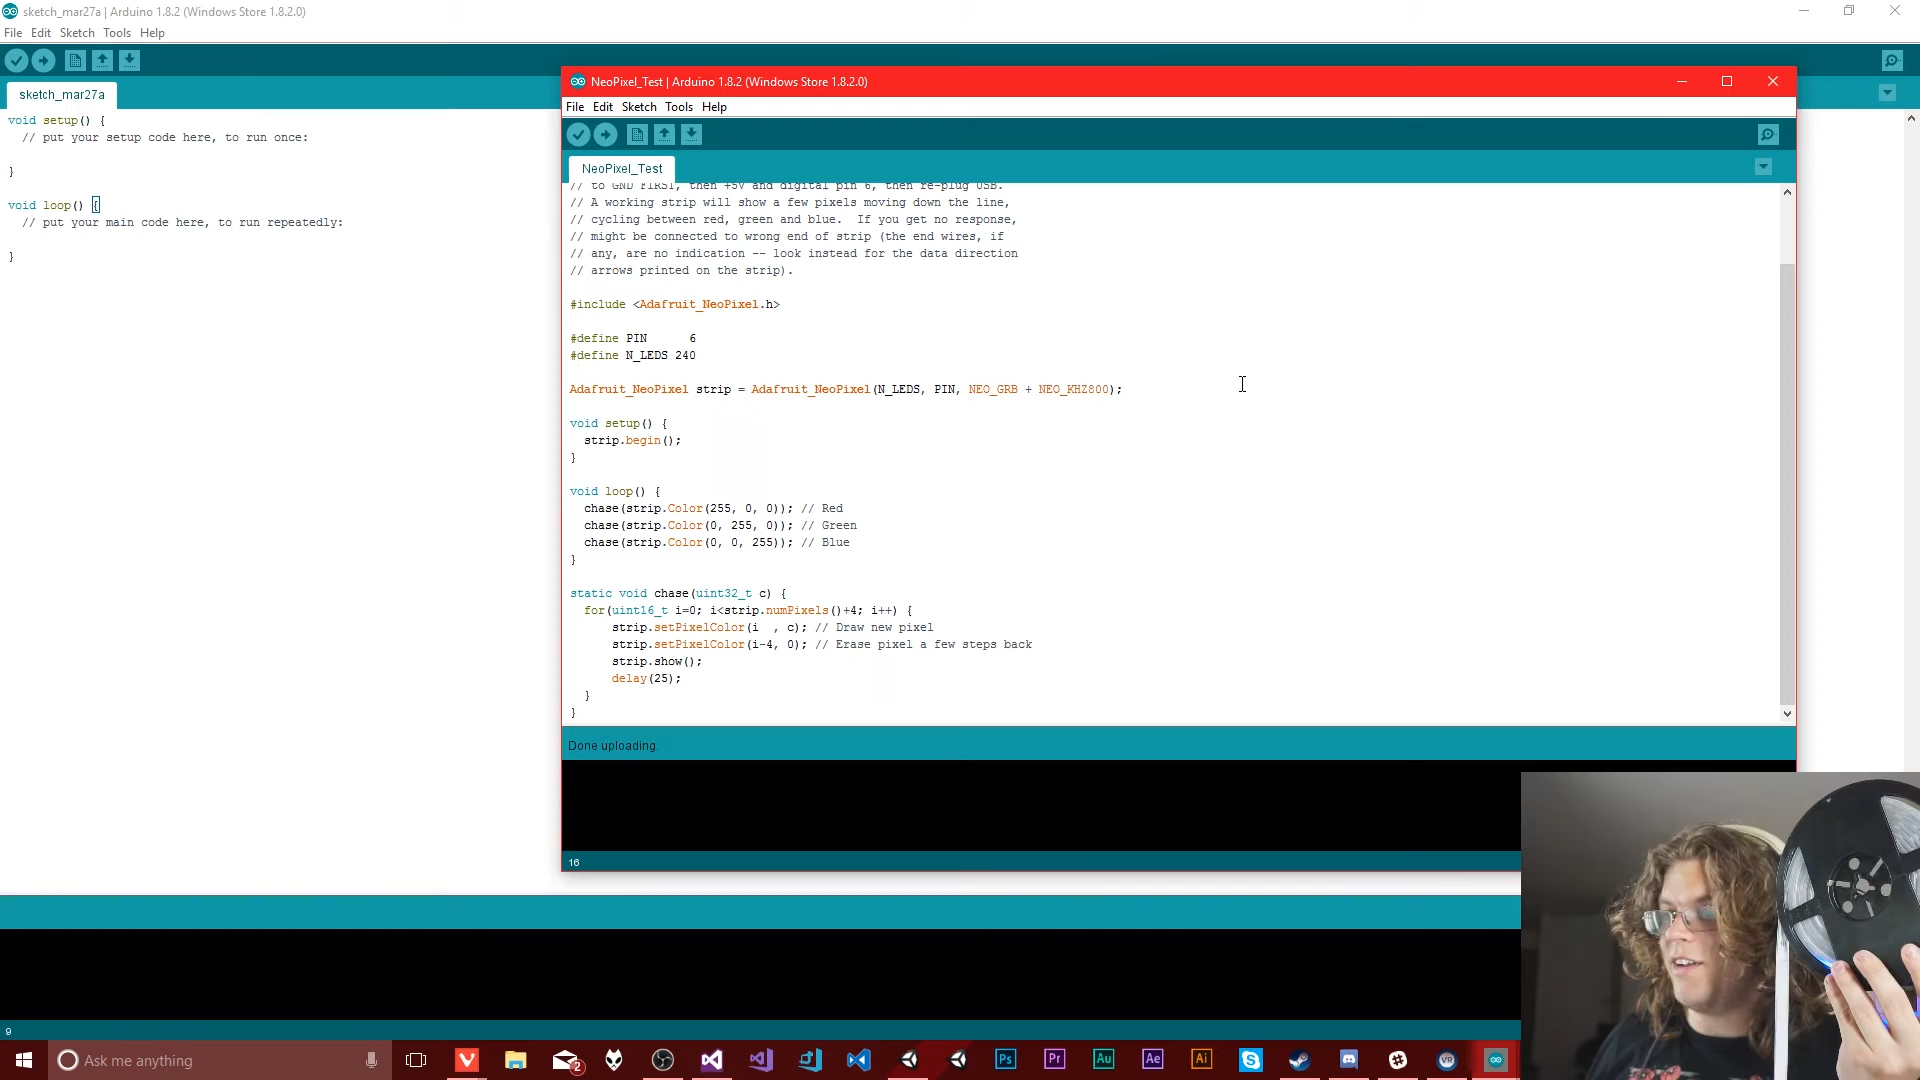 sketch_mar27a | Arduino 1.8.2 (Windows Store 1.8.2.0)
File Edit Sketch Tools Help
sketch_mar27a
void setup() {
// put your setup code here, to run once:
}
void loop() {
// put your main code here, to run repeatedly:
}
9
NeoPixel_Test | Arduino 1.8.2 (Windows Store 1.8.2.0)
File Edit Sketch Tools Help
NeoPixel_Test
// to GND FIRST, then +5V and digital pin 6, then re-plug USB.
// A working strip will show a few pixels moving down the line,
// cycling between red, green and blue.  If you get no response,
// might be connected to wrong end of strip (the end wires, if
// any, are no indication -- look instead for the data direction
// arrows printed on the strip).
#include <Adafruit_NeoPixel.h>
#define PIN      6
#define N_LEDS 240
Adafruit_NeoPixel strip = Adafruit_NeoPixel(N_LEDS, PIN, NEO_GRB + NEO_KHZ800);
void setup() {
strip.begin();
}
void loop() {
chase(strip.Color(255, 0, 0)); // Red
chase(strip.Color(0, 255, 0)); // Green
chase(strip.Color(0, 0, 255)); // Blue
}
static void chase(uint32_t c) {
for(uint16_t i=0; i<strip.numPixels()+4; i++) {
strip.setPixelColor(i  , c); // Draw new pixel
strip.setPixelColor(i-4, 0); // Erase pixel a few steps back
strip.show();
delay(25);
}
}
Done uploading.
16
Ask me anything
2
Ps
Pr
Au
Ae
Ai
VR